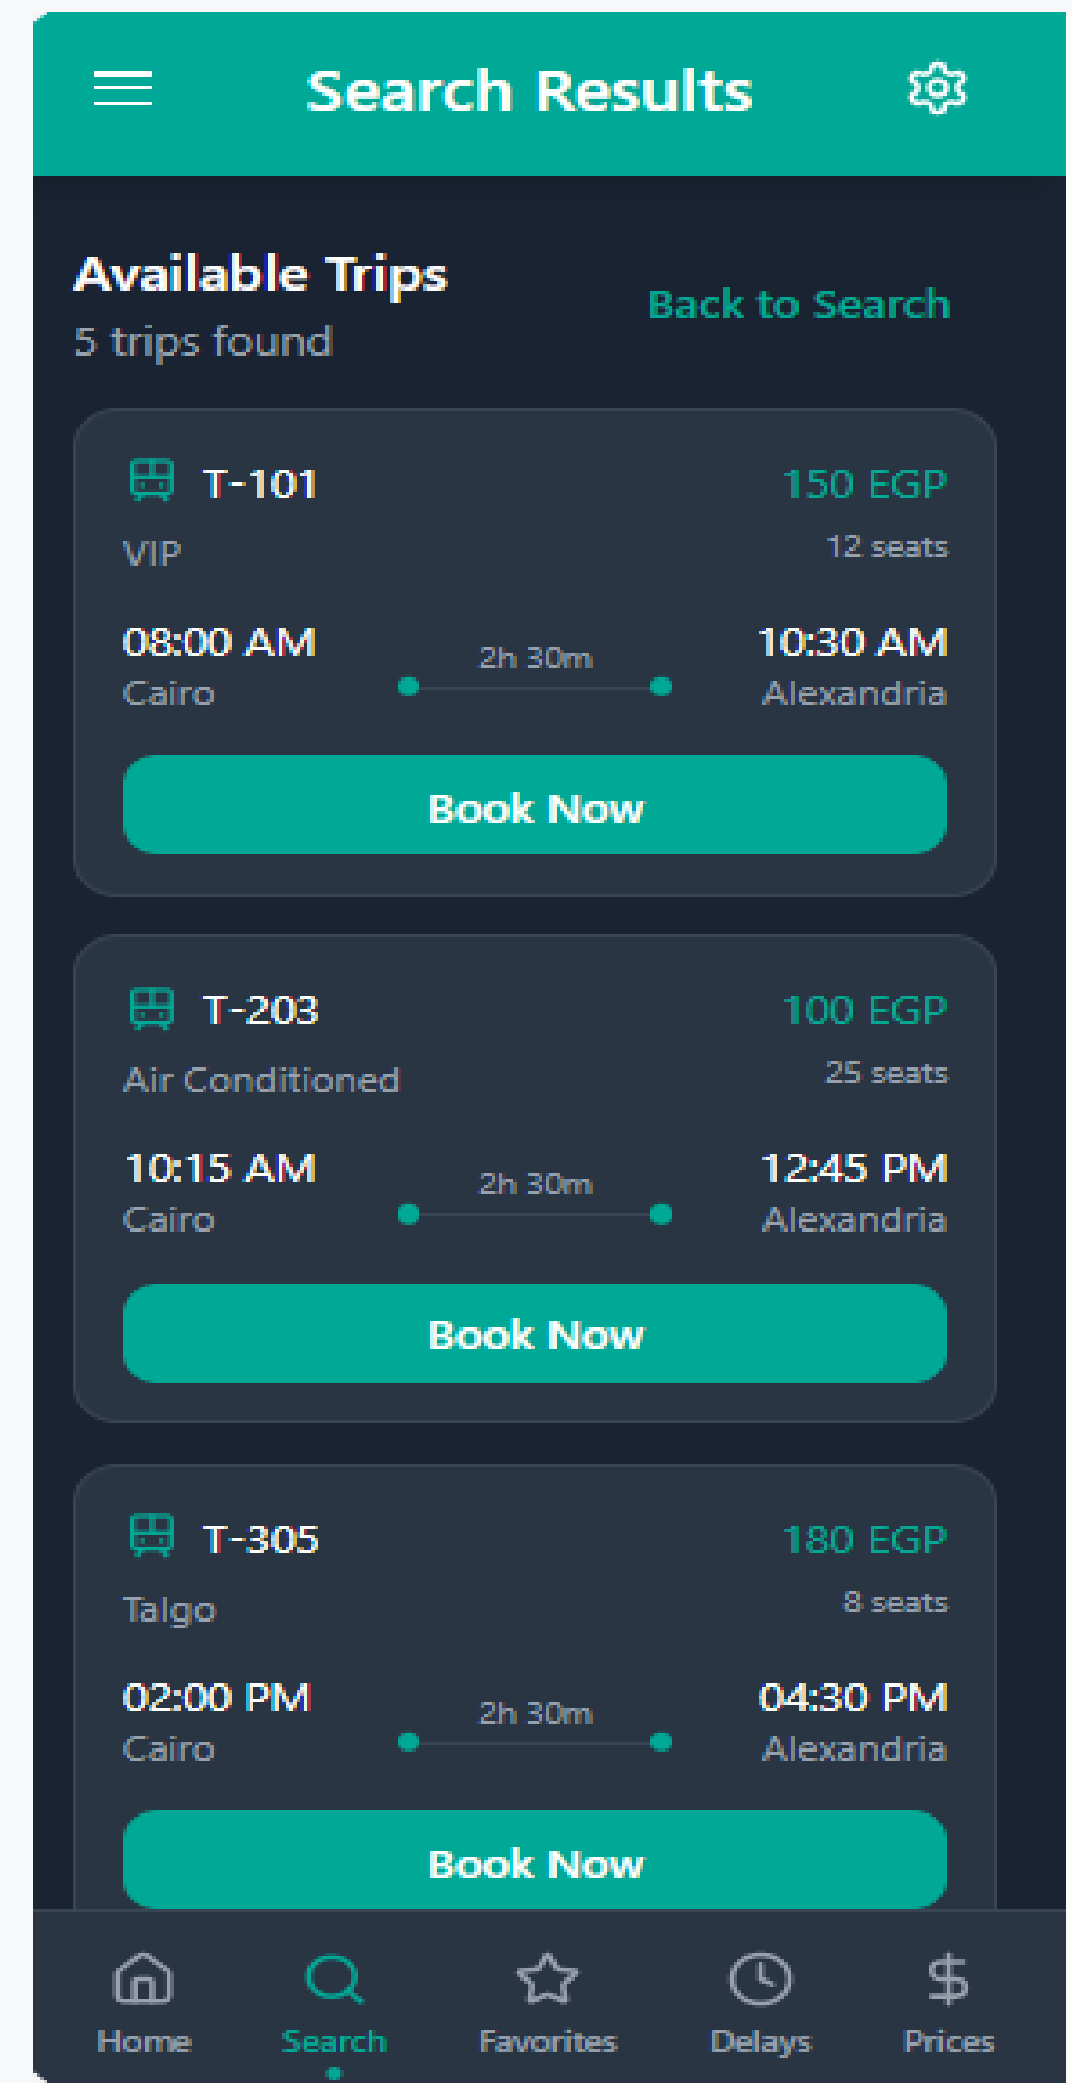 Search Results
Available Trips
5 trips found
Back to Search
T-101
150 EGP
VIP
12 seats
08:00 AM
2h 30m
10:30 AM
Cairo
Alexandria
Book Now
T-203
100 EGP
Air Conditioned
25 seats
10:15 AM
2h 30m
12:45 PM
Cairo
Alexandria
Book Now
T-305
180 EGP
Talgo
8 seats
02:00 PM
2h 30m
04:30 PM
Cairo
Alexandria
Book Now
Home
Search
Favorites
Delays
Prices